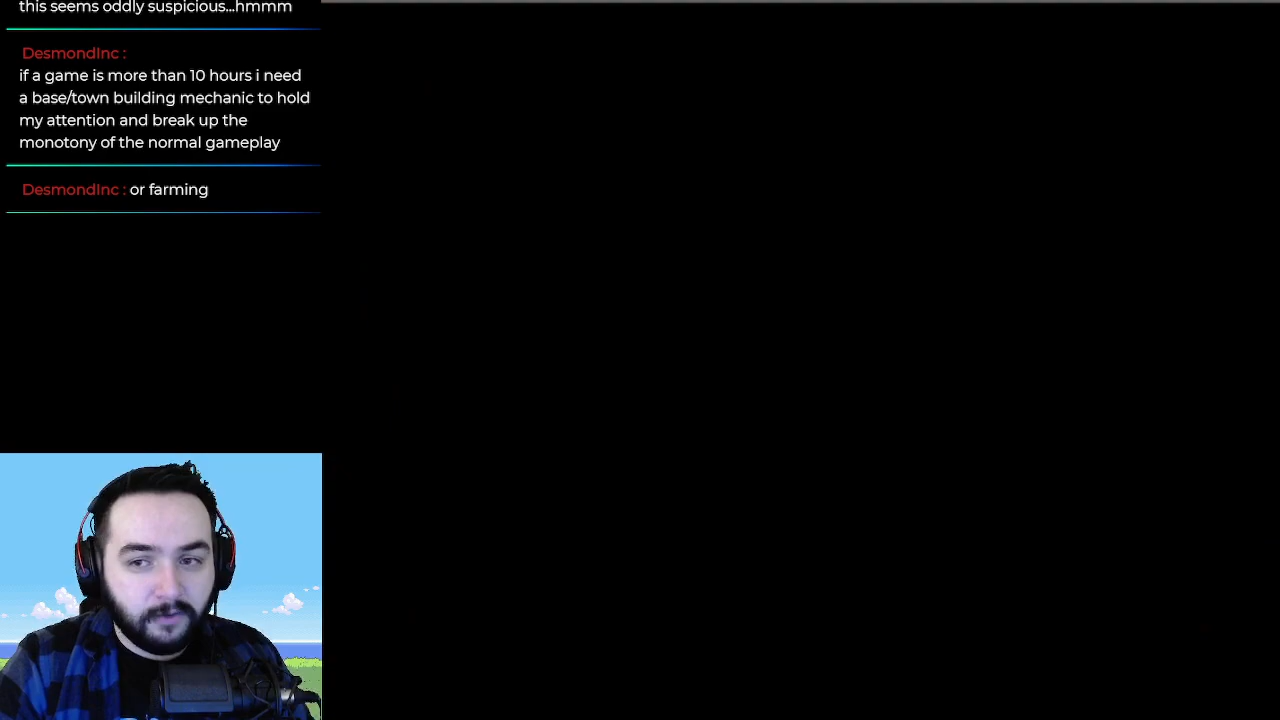 this seems oddly suspicious...hmmm
DesmondInc :
if a game is more than 10 hours i need
a base/town building mechanic to hold
my attention and break up the
monotony of the normal gameplay
DesmondInc : or farming